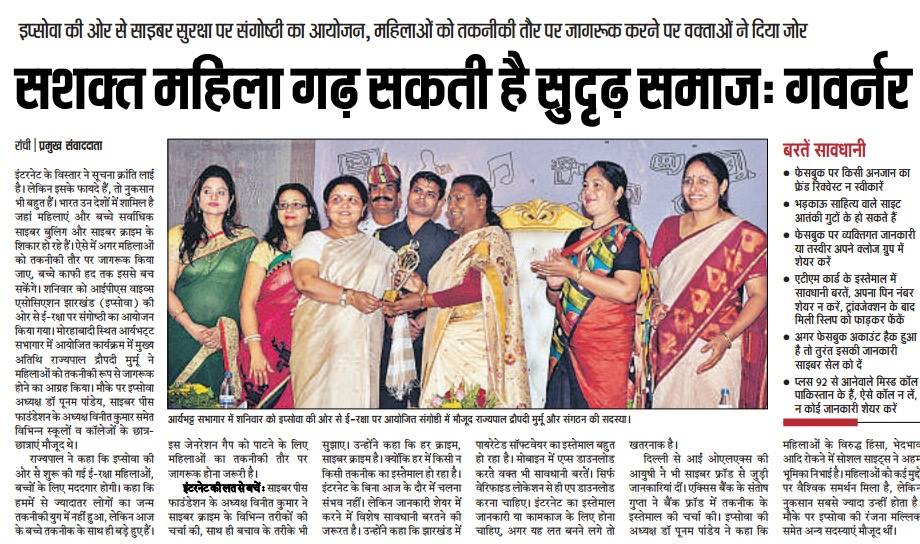 इप्सोवा की ओर से साइबर सुरक्षा पर संगोष्ठी का आयोजन, महिलाओं को तकनीकी तौर पर जागरूक करने पर वक्ताओं ने दिया जोर
सशक्त महिला गढ़ सकती है सुदृढ़ समाजः गवर्नर
रांची | प्रमुख संवाददाता
इंटरनेट के विस्तार ने सूचना क्रांति लाई
है। लेकिन इसके फायदे हैं, तो नुकसान
भी बहुत हैं। भारत उन देशों में शामिल है
जहां महिलाएं और बच्चे सर्वाधिक
साइबर बुलिंग और साइबर क्राइम के
शिकार हो रहे हैं। ऐसे में अगर महिलाओं
को तकनीकी तौर पर जागरूक किया
जाए, बच्चे काफी हद तक इससे बच
सकेंगे। शनिवार को आईपीएस वाइव्स
एसोसिएशन झारखंड (इप्सोवा) की
ओर से ई-रक्षा पर संगोष्ठी का आयोजन
किया गया। मोरहाबादी स्थित आर्यभट्ट
सभागार में आयोजित कार्यक्रम में मुख्य
अतिथि राज्यपाल द्रौपदी मुर्मू ने
महिलाओं को तकनीकी रूप से जागरूक
होने का आग्रह किया। मौके पर इप्सोवा
अध्यक्ष डॉ पूनम पांडेय, साइबर पीस
फाउंडेशन के अध्यक्ष विनीत कुमार समेत
विभिन्न स्कूलों व कॉलेजों के छात्र-
छात्राएं मौजूद थे।
राज्यपाल ने कहा कि इप्सोवा की
ओर से शुरू की गई ई-रक्षा महिलाओं,
बच्चों के लिए मददगार होगी। कहा कि
हममें से ज्यादातर लोगों का जन्म
तकनीकी युग में नहीं हुआ, लेकिन आज
के बच्चे तकनीक के साथ ही बड़े हुए हैं।
आर्यभट्ट सभागार में शनिवार को इप्सोवा की ओर से ई-रक्षा पर आयोजित संगोष्ठी में मौजूद राज्यपाल द्रौपदी मुर्मू और संगठन की सदस्या।
इस जेनरेशन गैप को पाटने के लिए
महिलाओं का तकनीकी तौर पर
जागरूक होना जरूरी है।
इंटरनेट की लत से बचें: साइबर पीस
फाउंडेशन के अध्यक्ष विनीत कुमार ने
साइबर क्राइम के विभिन्न तरीकों की
चर्चा की, साथ ही बचाव के तरीके भी
सुझाए। उन्होंने कहा कि हर क्राइम,
साइबर क्राइम है। क्योंकि हर में किसी न
किसी तकनीक का इस्तेमाल हो रहा है।
इंटरनेट के बिना आज के दौर में चलना
संभव नहीं। लेकिन जानकारी शेयर में
करने में विशेष सावधानी बरतने की
जरूरत है। उन्होंने कहा कि झारखंड में
पायरेटेड सॉफ्टवेयर का इस्तेमाल बहुत
हो रहा है। मोबाइन में एप्स डाउनलोड
करते वक्त भी सावधानी बरतें। सिर्फ
वेरिफाइड लोकेशन से ही एप डाउनलोड
करना चाहिए। इंटरनेट का इस्तेमाल
जानकारी या कामकाज के लिए होना
चाहिए, अगर यह लत बनने लगे तो
खतरनाक है।
दिल्ली से आई ओएलएक्स की
आयुषी ने भी साइबर फ्रॉड से जुड़ी
जानकारियां दीं। एक्सिस बैंक के संतोष
गुप्ता ने बैंक फ्रॉड में तकनीक के
इस्तेमाल की चर्चा की। इप्सोवा की
अध्यक्ष डॉ पूनम पांडेय ने कहा कि
बरतें सावधानी
● फेसबुक पर किसी अनजान का
फ्रेंड रिक्वेस्ट न स्वीकारें
● भड़काऊ साहित्य वाले साइट
आतंकी गुटों के हो सकते हैं
● फेसबुक पर व्यक्तिगत जानकारी
या तस्वीर अपने क्लोज ग्रुप में
शेयर करें
● एटीएम कार्ड के इस्तेमाल में
सावधानी बरतें, अपना पिन नंबर
शेयर न करें, ट्रांजक्शेन के बाद
मिली स्लिप को फाड़कर फेंकें
● अगर फेसबुक अकाउंट हैक हुआ
है तो तुरंत इसकी जानकारी
साइबर सेल को दें
● प्लस 92 से आनेवाले मिस्ड कॉल
पाकिस्तान के हैं, ऐसे कॉल न लें,
न कोई जानकारी शेयर करें
महिलाओं के विरुद्ध हिंसा, भेदभाव
आदि रोकने में सोशल साइट्स ने अहम
भूमिका निभाई है। महिलाओं को कई मुद्दों
पर वैश्विक समर्थन मिला है, लेकिन
नुकसान सबसे ज्यादा उन्हीं होता है।
मौके पर इप्सोवा की रंजना मल्लिक
समेत अन्य सदस्याएं मौजूद थीं।